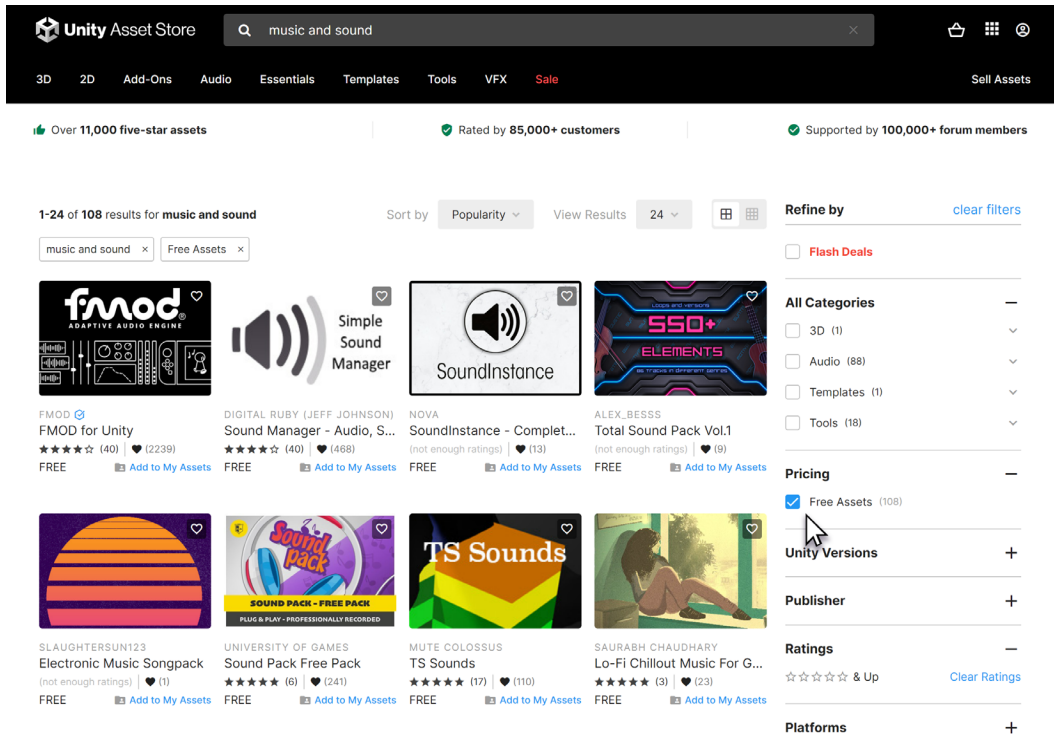 Unity Asset Store
music and sound
3D 2D Add-Ons Audio Essentials Templates Tools VFX Sale Sell Assets
Over 11,000 five-star assets Rated by 85,000+ customers Supported by 100,000+ forum members
1-24 of 108 results for music and sound Sort by Popularity View Results 24
music and sound × Free Assets ×
Refine by clear filters
Flash Deals
All Categories
3D (1)
Audio (88)
Templates (1)
Tools (18)
Pricing
Free Assets (108)
Unity Versions
Publisher
Ratings
& Up Clear Ratings
Platforms
fmod®
ADAPTIVE AUDIO ENGINE
FMOD
FMOD for Unity
(40) (2239)
FREE Add to My Assets
Simple
Sound
Manager
DIGITAL RUBY (JEFF JOHNSON)
Sound Manager - Audio, S...
(40) (468)
FREE Add to My Assets
SoundInstance
NOVA
SoundInstance - Complet...
(not enough ratings) (13)
FREE Add to My Assets
LOOPS AND VERSIONS
550+
ELEMENTS
86 TRACKS IN DIFFERENT GENRES
ALEX_BESSS
Total Sound Pack Vol.1
(not enough ratings) (9)
FREE Add to My Assets
SLAUGHTERSUN123
Electronic Music Songpack
(not enough ratings) (1)
FREE Add to My Assets
Sound
Pack
SOUND PACK - FREE PACK
PLUG & PLAY - PROFESSIONALLY RECORDED
UNIVERSITY OF GAMES
Sound Pack Free Pack
(6) (241)
FREE Add to My Assets
TS Sounds
MUTE COLOSSUS
TS Sounds
(17) (110)
FREE Add to My Assets
SAURABH CHAUDHARY
Lo-Fi Chillout Music For G...
(3) (23)
FREE Add to My Assets